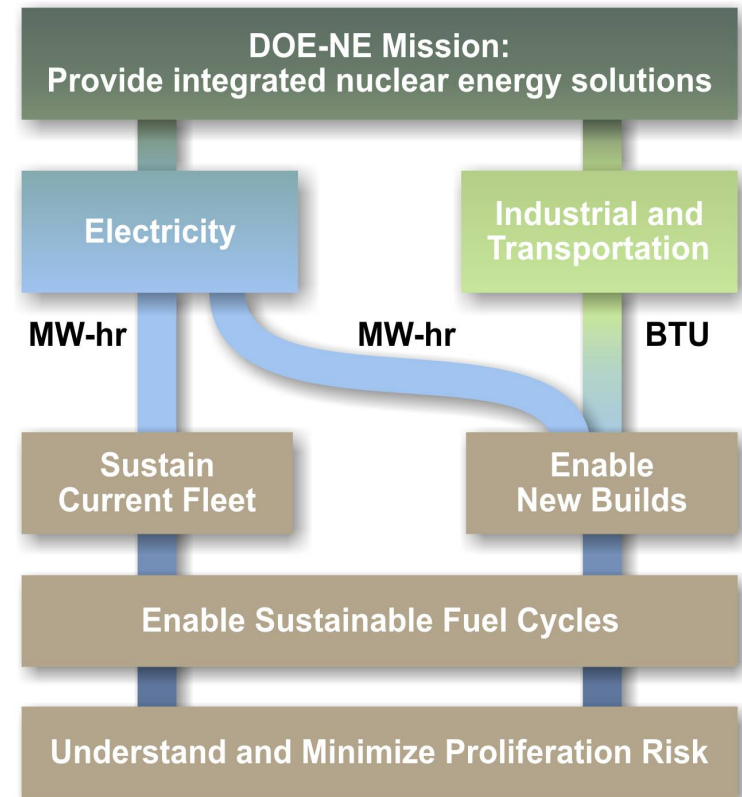 DOE-NE Mission:
Provide integrated nuclear energy solutions
Electricity
Industrial and
Transportation
MW-hr
MW-hr
BTU
Sustain
Current Fleet
Enable
New Builds
Enable Sustainable Fuel Cycles
Understand and Minimize Proliferation Risk